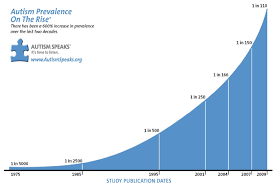 Autism Prevalence
On The Rise*
There has been a 600% increase in prevalence
over the last two decades
AUTISM SPEAKS™
It's time to listen.
www.AutismSpeaks.org
1 in 110
1 in 150
1 in 166
1 in 250
1 in 500
1 in 2500
1 in 5000
1975 1985 1995 2001 2004 2007 2009
STUDY PUBLICATION DATES